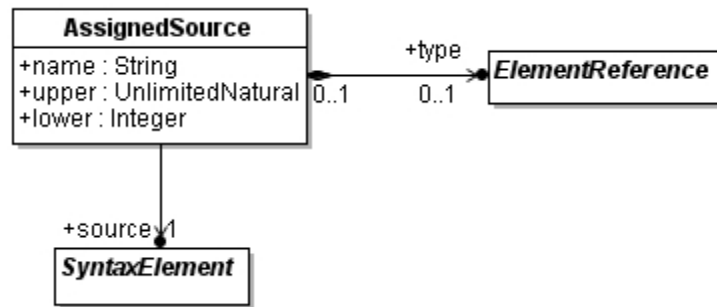 AssignedSource
+name : String
+upper : UnlimitedNatural
+lower : Integer
+type
0..1
0..1
ElementReference
+source
1
SyntaxElement